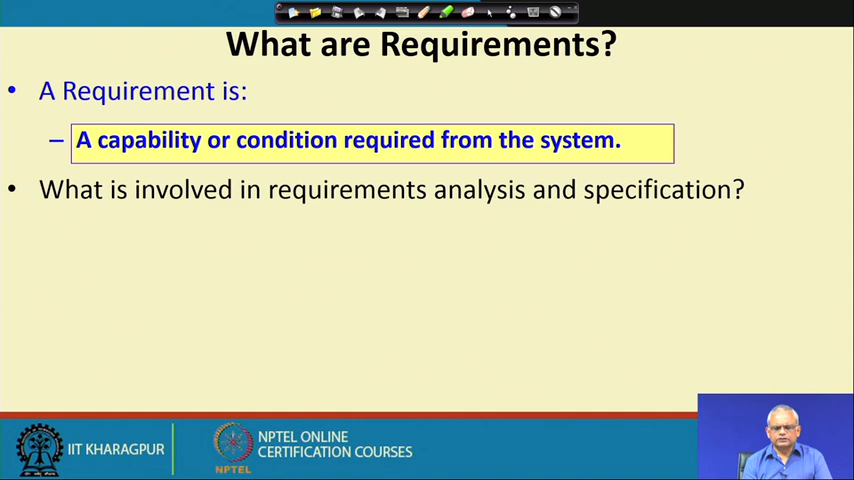 What are Requirements?
• A Requirement is:
– A capability or condition required from the system.
• What is involved in requirements analysis and specification?
IIT KHARAGPUR
NPTEL
NPTEL ONLINE
CERTIFICATION COURSES